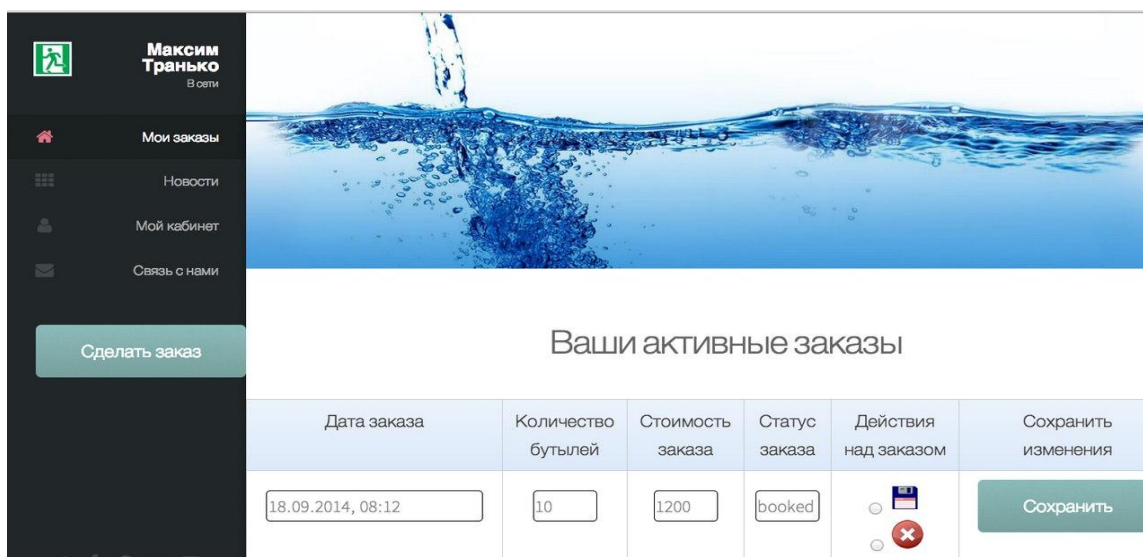 Максим
Транько
В сети
Мои заказы
Новости
Мой кабинет
Связь с нами
Сделать заказ
Ваши активные заказы
Дата заказа
Количество
бутылей
Стоимость
заказа
Статус
заказа
Действия
над заказом
Сохранить
изменения
18.09.2014, 08:12
10
1200
booked
Сохранить